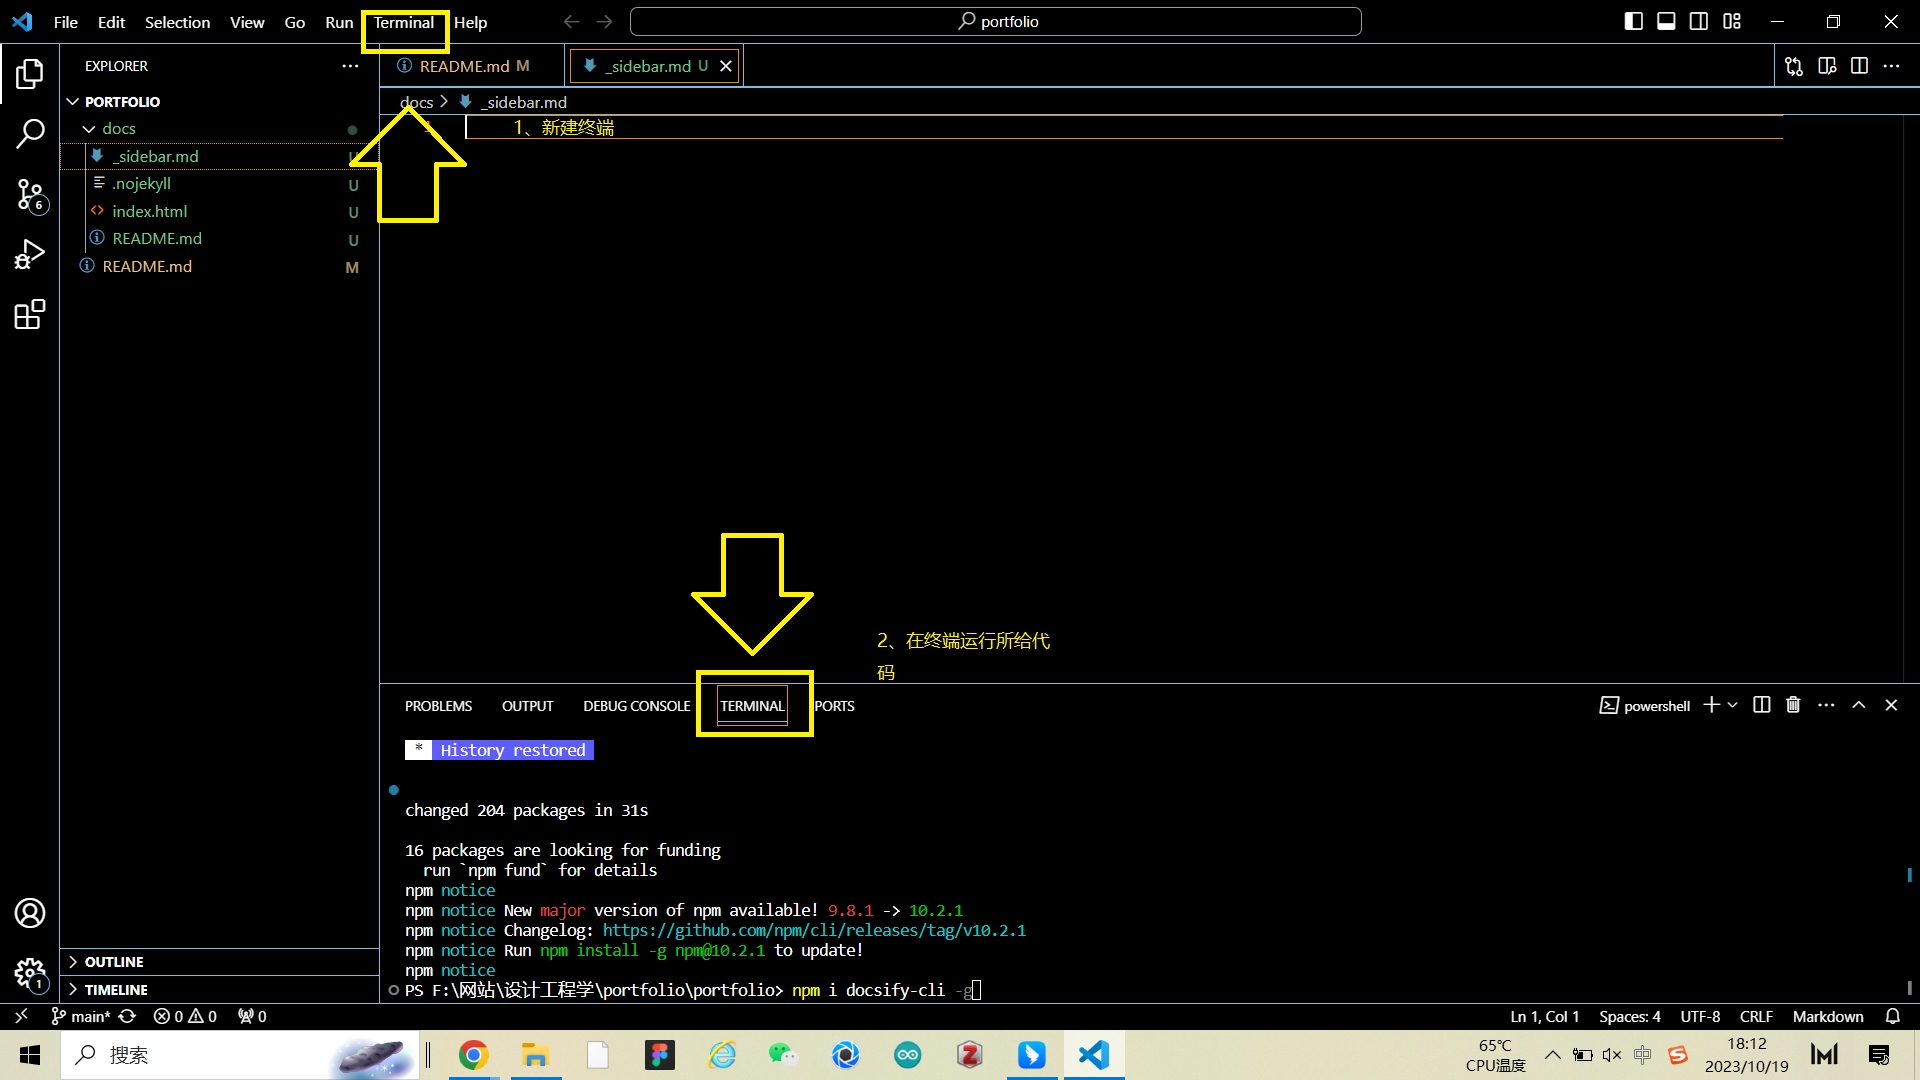 File Edit Selection View Go Run Terminal Help
portfolio
EXPLORER
README.md M
_sidebar.md U
PORTFOLIO
docs > _sidebar.md
docs
1
1、新建终端
_sidebar.md U
.nojekyll U
index.html U
README.md U
README.md M
6
2、在终端运行所给代
码
PROBLEMS OUTPUT DEBUG CONSOLE TERMINAL PORTS
powershell
* History restored
changed 204 packages in 31s
16 packages are looking for funding
run `npm fund` for details
npm notice
npm notice New major version of npm available! 9.8.1 -> 10.2.1
npm notice Changelog: https://github.com/npm/cli/releases/tag/v10.2.1
npm notice Run npm install -g npm@10.2.1 to update!
npm notice
PS F:\网站\设计工程学\portfolio\portfolio> npm i docsify-cli -g
OUTLINE
1
TIMELINE
main* 0 0 0
Ln 1, Col 1 Spaces: 4 UTF-8 CRLF Markdown
搜索
65℃
CPU温度
中
18:12
2023/10/19